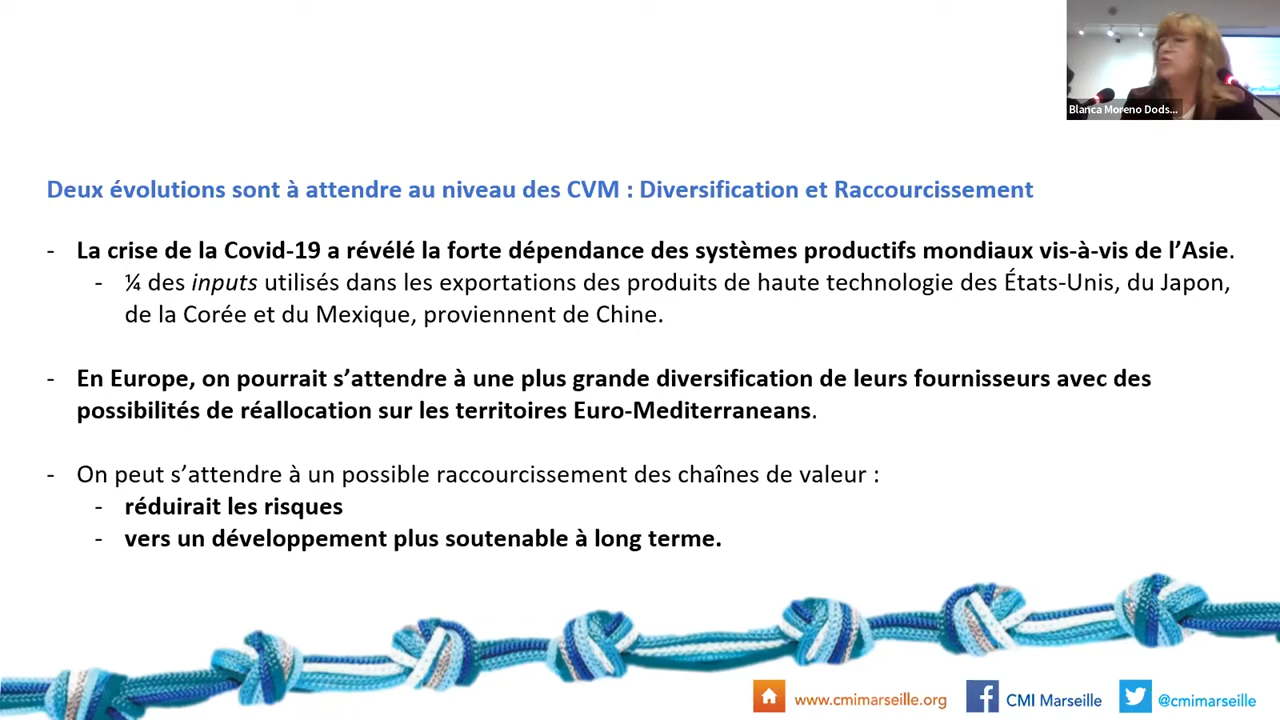 Blanca Moreno Dods...
Deux évolutions sont à attendre au niveau des CVM : Diversification et Raccourcissement
- La crise de la Covid-19 a révélé la forte dépendance des systèmes productifs mondiaux vis-à-vis de l’Asie.
- ¼ des inputs utilisés dans les exportations des produits de haute technologie des États-Unis, du Japon,
de la Corée et du Mexique, proviennent de Chine.
- En Europe, on pourrait s’attendre à une plus grande diversification de leurs fournisseurs avec des
possibilités de réallocation sur les territoires Euro-Mediterraneans.
- On peut s’attendre à un possible raccourcissement des chaînes de valeur :
- réduirait les risques
- vers un développement plus soutenable à long terme.
www.cmimarseille.org CMI Marseille @cmimarseille